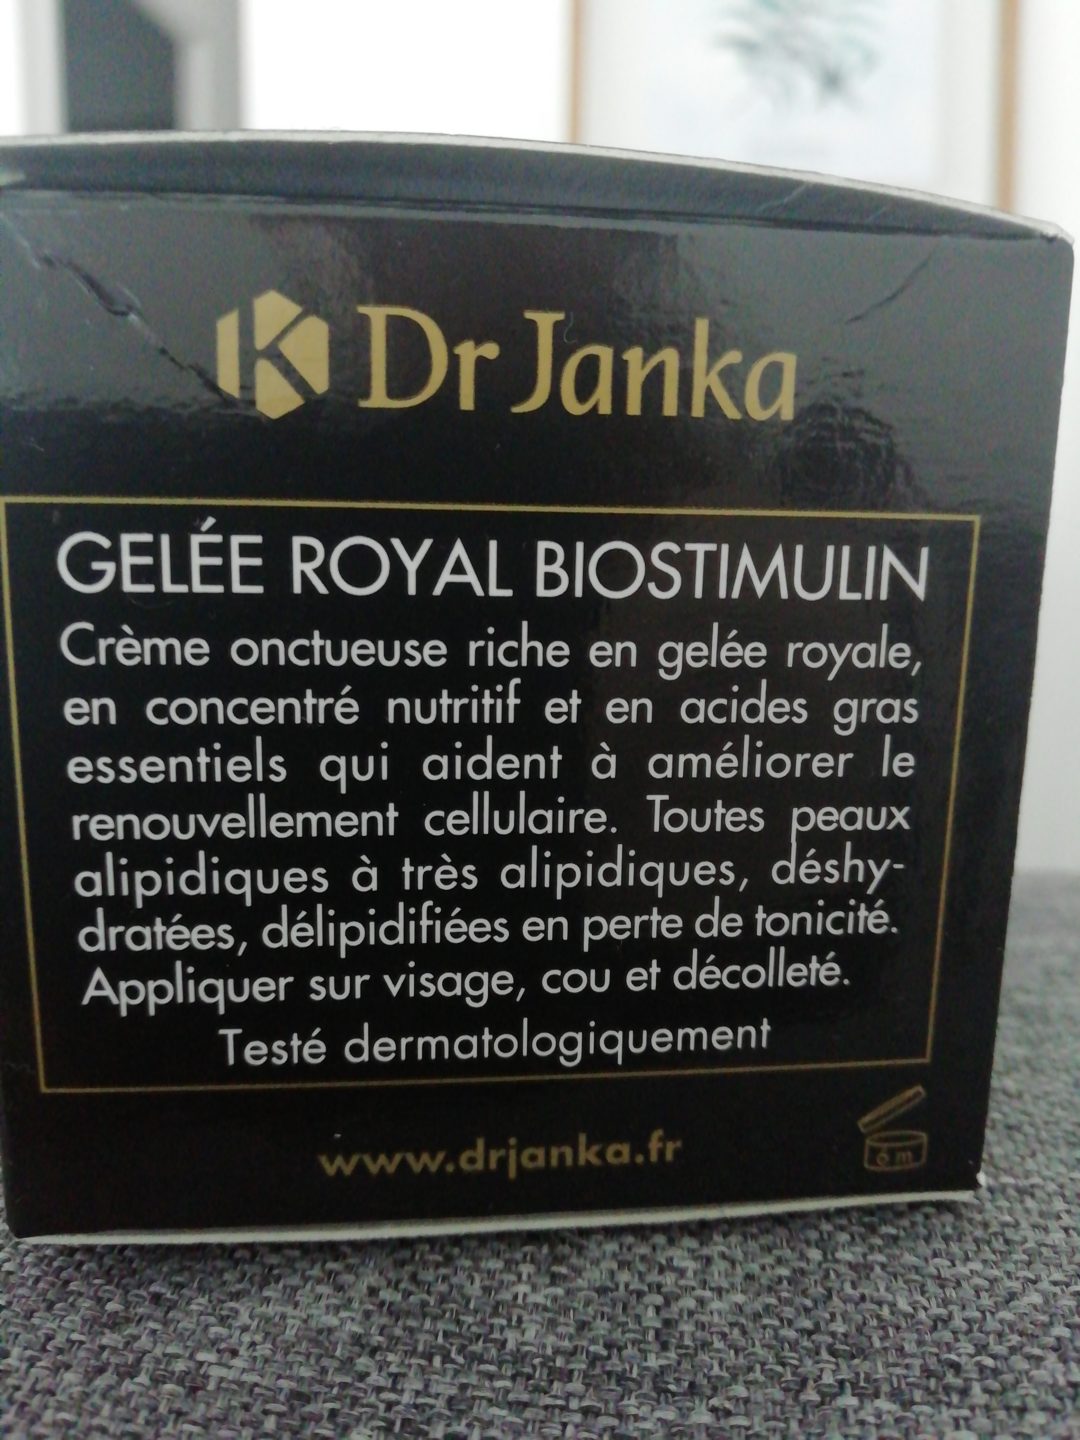 Dr Janka
GELÉE ROYAL BIOSTIMULIN
Crème onctueuse riche en gelée royale,
en concentré nutritif et en acides gras
essentiels qui aident à améliorer le
renouvellement cellulaire. Toutes peaux
alipidiques à très alipidiques, déshy-
dratées, délipidifiées en perte de tonicité.
Appliquer sur visage, cou et décolleté.
Testé dermatologiquement
www.drjanka.fr
6 m